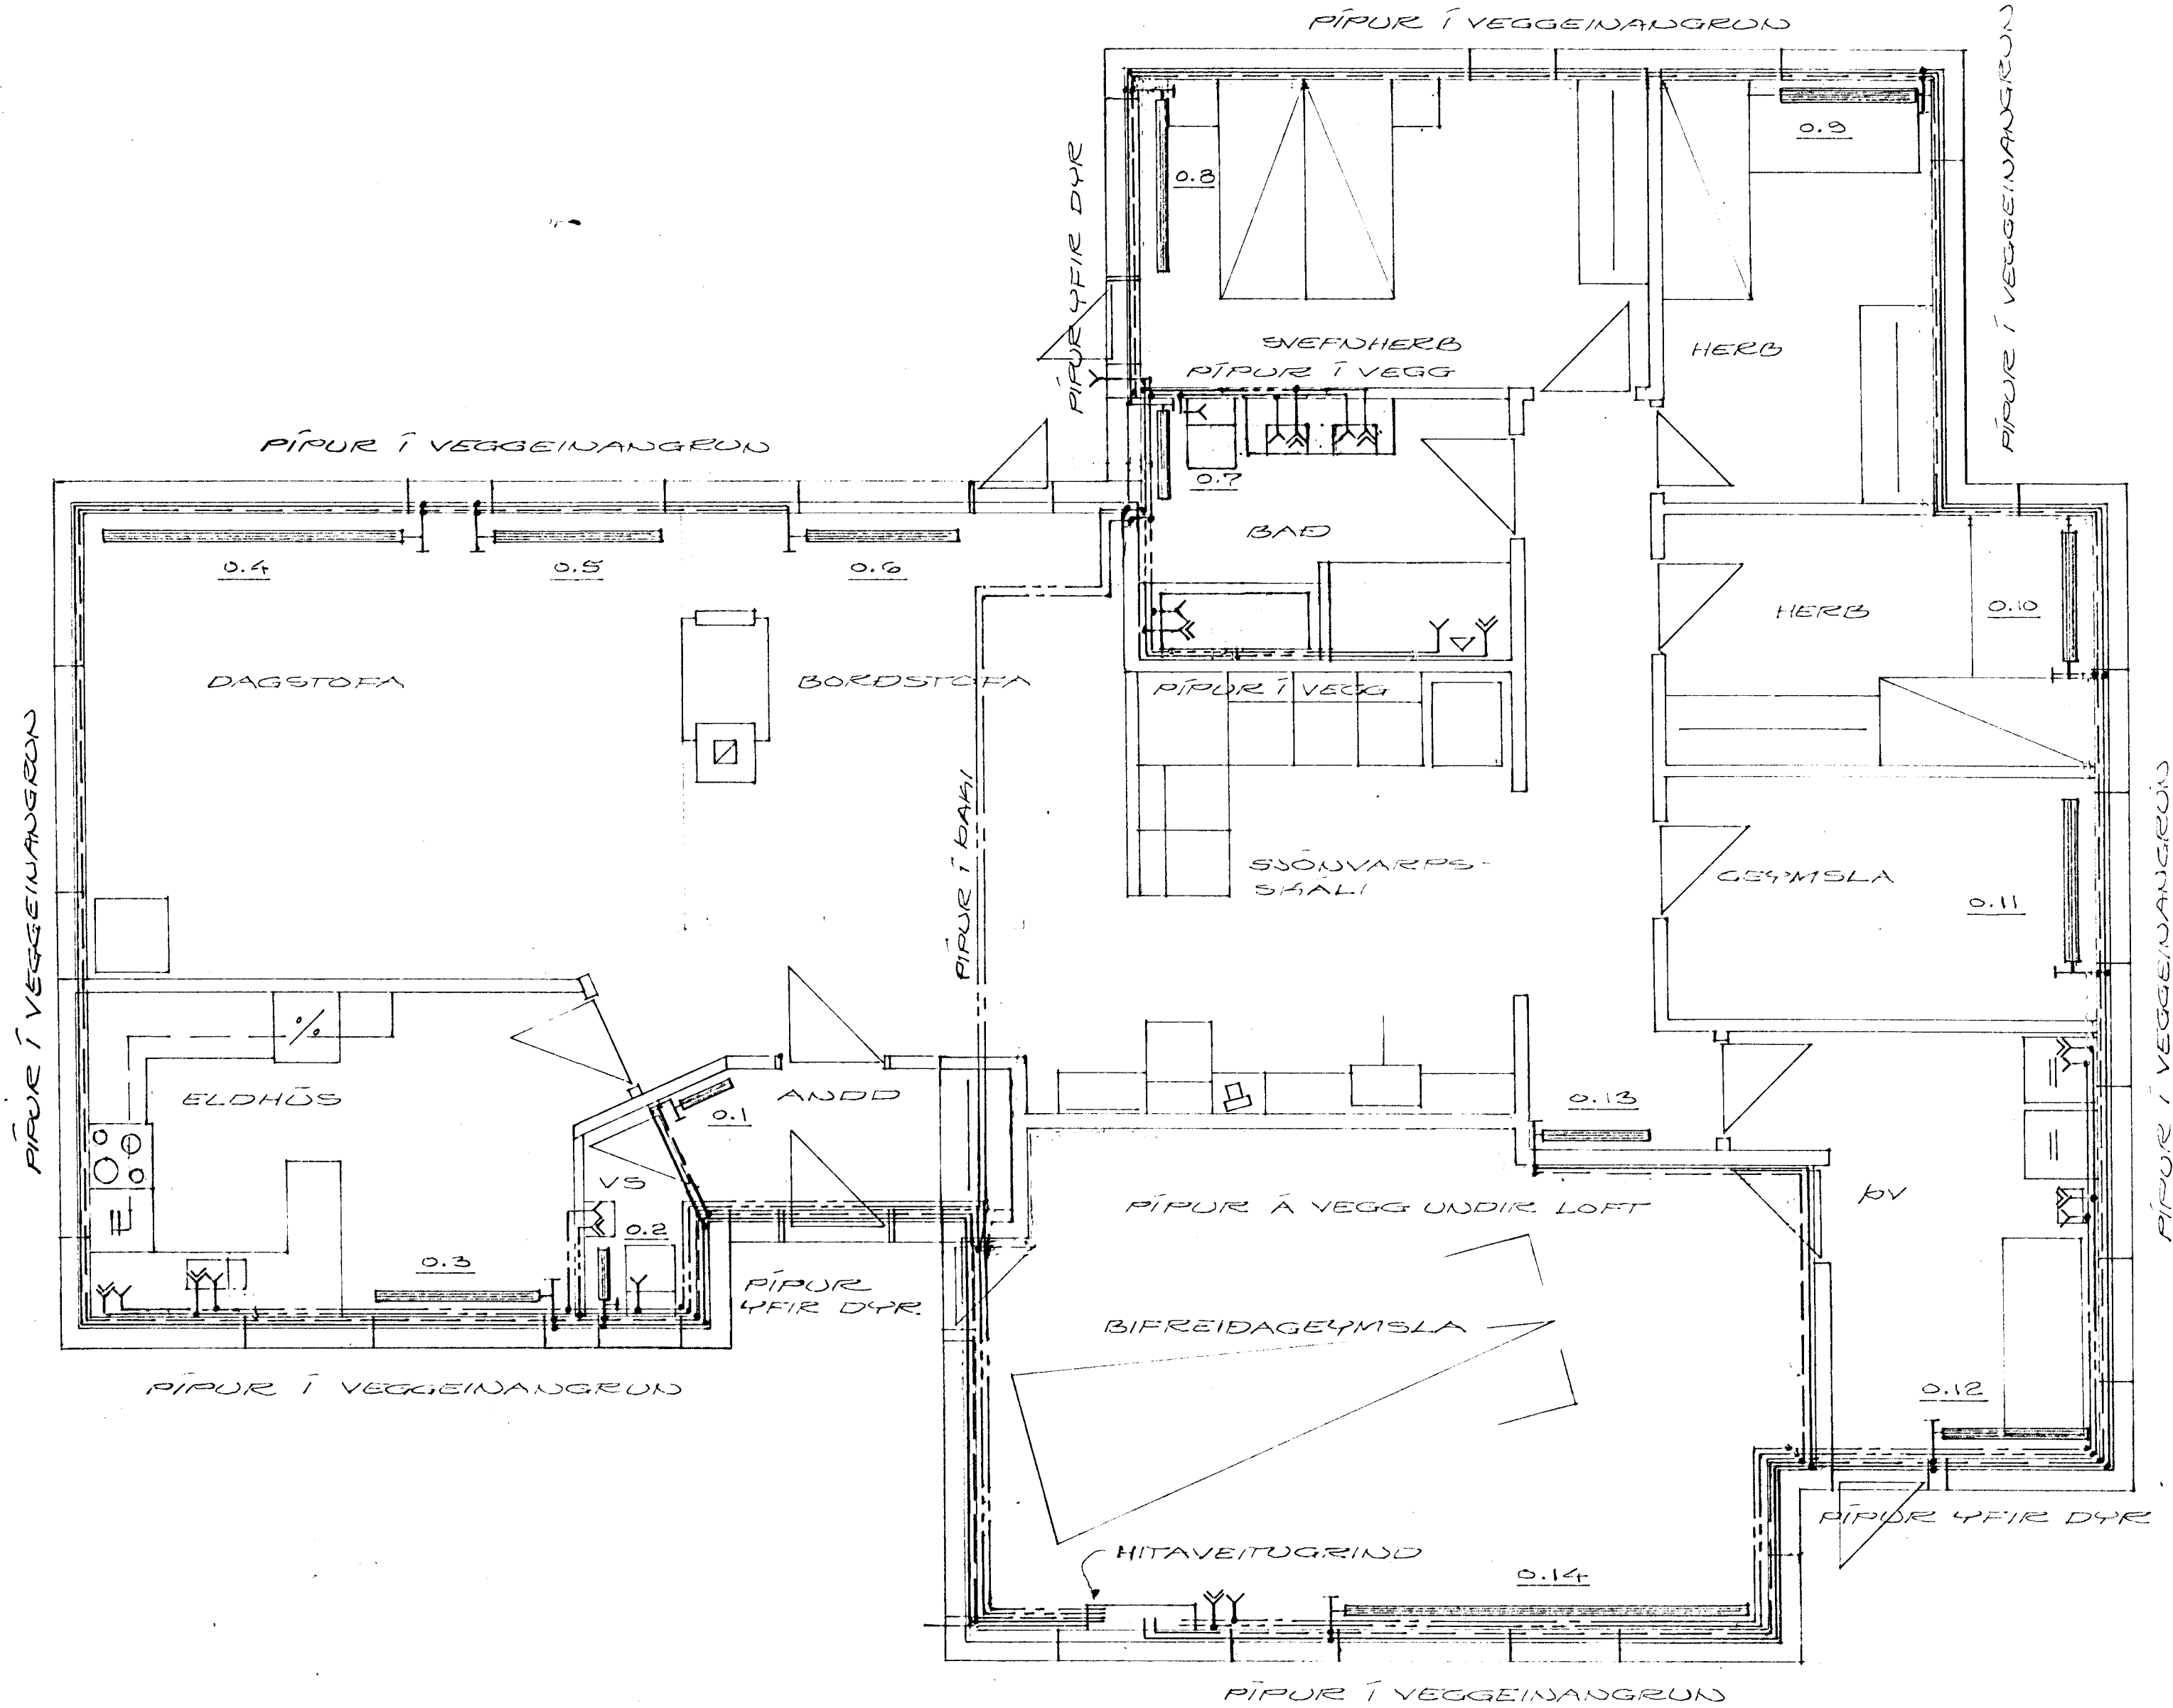 PÍPUR Í VEGGEINANGRUN
PÍPUR Í VEGGEINANGRUN
PÍPUR YFIR DYR
0.8
0.9
SVEFNHERB
PÍPUR Í VEGG
HERB
PÍPUR Í VEGGEINANGRUN
0.7
BAÐ
0.4
0.5
0.6
HERB
0.10
DAGSTOFA
BORÐSTOFA
PÍPUR Í VEGG
PÍPUR Í VEGGEINANGRUN
PÍPUR Í ÞAKI
SJÓNVARPS-
SKÁLI
GEYMSLA
0.11
PÍPUR Í VEGGEINANGRUN
ELDHÚS
0.1
ANDD
0.13
VS
0.2
PÍPUR Á VEGG UNDIR LOFT
ÞV
0.3
PÍPUR
YFIR DYR
BIFREIÐAGEYMSLA
PÍPUR Í VEGGEINANGRUN
0.12
PÍPUR YFIR DYR
HITAVEITUGRIND
0.14
PÍPUR Í VEGGEINANGRUN